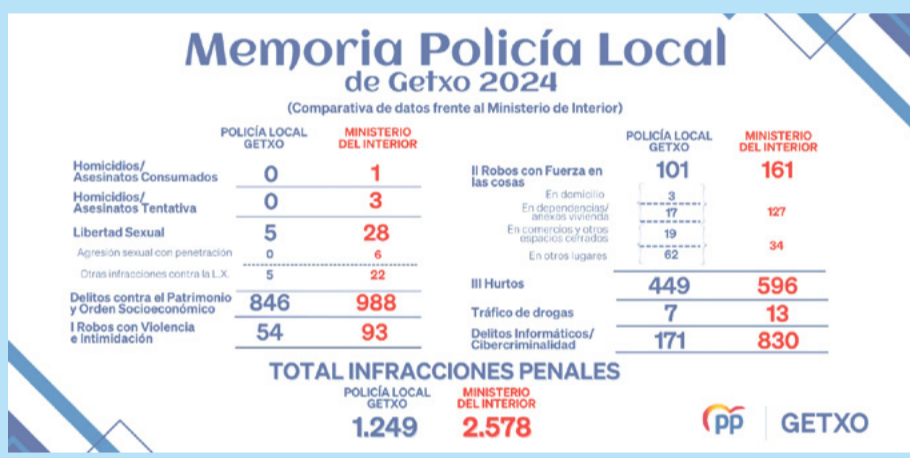 Memoria Policía Local
de Getxo 2024
(Comparativa de datos frente al Ministerio de Interior)
POLICÍA LOCAL
GETXO
MINISTERIO
DEL INTERIOR
Homicidios/
Asesinatos Consumados
0
1
Homicidios/
Asesinatos Tentativa
0
3
Libertad Sexual
5
28
Agresión sexual con penetración
0
6
Otras infracciones contra la L.X.
5
22
Delitos contra el Patrimonio
y Orden Socioeconómico
846
988
I Robos con Violencia
e Intimidación
54
93
POLICÍA LOCAL
GETXO
MINISTERIO
DEL INTERIOR
II Robos con Fuerza en
las cosas
101
161
En domicilio
3
En dependencias/
anexos vivienda
17
127
En comercios y otros
espacios cerrados
19
En otros lugares
62
34
III Hurtos
449
596
Tráfico de drogas
7
13
Delitos Informáticos/
Cibercriminalidad
171
830
TOTAL INFRACCIONES PENALES
POLICÍA LOCAL
GETXO
MINISTERIO
DEL INTERIOR
1.249
2.578
PP
GETXO